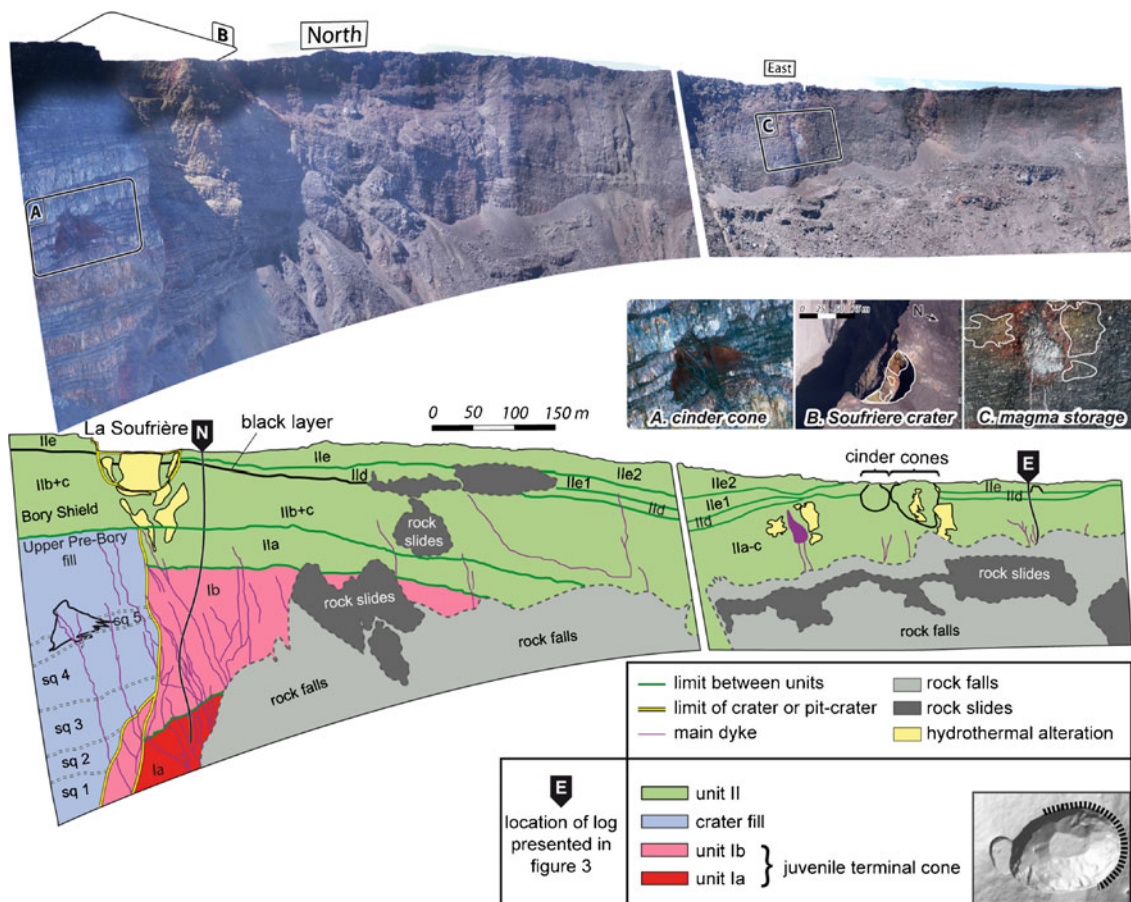 B
North
East
A
C
0 25 50 m
N
A. cinder cone
B. Soufriere crater
C. magma storage
0 50 100 150 m
La Soufrière
N
black layer
IIe
IIe
IId
IIe1
IIe2
IIb+c
Bory Shield
IIb+c
IId
IIa
rock
slides
Upper Pre-Bory
fill
Ib
rock slides
rock falls
sq 5
sq 4
sq 3
sq 2
sq 1
Ia
rock falls
cinder cones
E
IIe2
IIe1
IId
IIe
IId
IIa-c
rock slides
rock falls
limit between units
limit of crater or pit-crater
main dyke
rock falls
rock slides
hydrothermal alteration
E
location of log
presented in
figure 3
unit II
crater fill
unit Ib
unit Ia
juvenile terminal cone